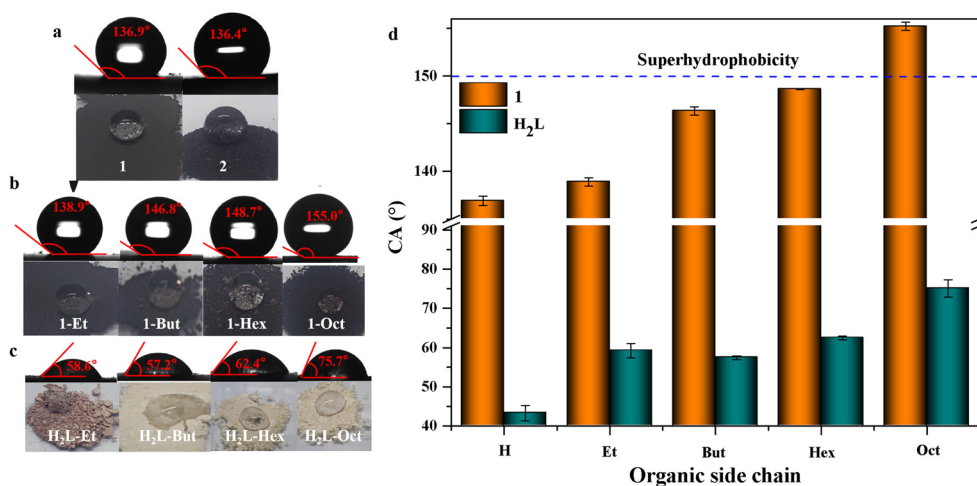 a
136.9°
136.4°
1
2
b
138.9°
146.8°
148.7°
155.0°
1-Et
1-But
1-Hex
1-Oct
c
58.6°
57.2°
62.4°
75.7°
H₂L-Et
H₂L-But
H₂L-Hex
H₂L-Oct
d
Superhydrophobicity
1
H₂L
CA (°)
150
140
90
80
70
60
50
40
H
Et
But
Hex
Oct
Organic side chain